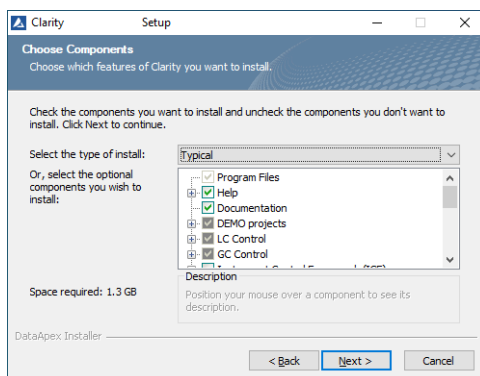 Clarity Setup
Choose Components
Choose which features of Clarity you want to install.
Check the components you want to install and uncheck the components you don't want to
install. Click Next to continue.
Select the type of install:
Typical
Or, select the optional
components you wish to
install:
Program Files
Help
Documentation
DEMO projects
LC Control
GC Control
Description
Position your mouse over a component to see its
description.
Space required: 1.3 GB
DataApex Installer
< Back
Next >
Cancel